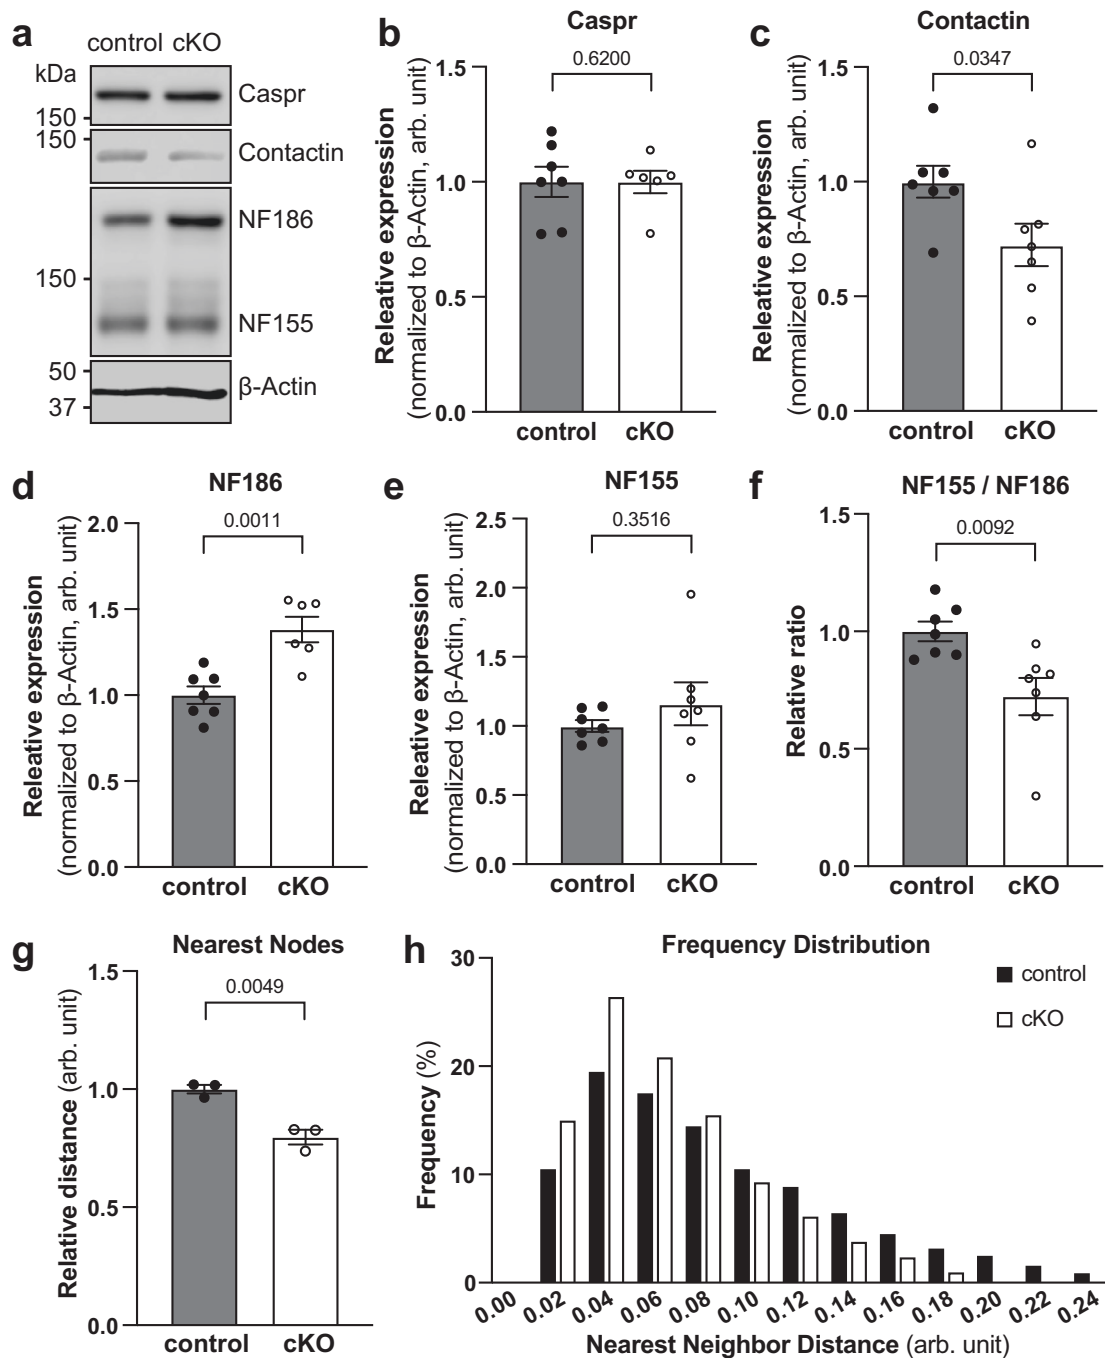 a
control cKO
kDa
150
Caspr
150
Contactin
NF186
150
NF155
50
37
β-Actin
b
Caspr
0.6200
Releative expression
(normalized to β-Actin, arb. unit)
1.5
1.0
0.5
0.0
control cKO
c
Contactin
0.0347
Releative expression
(normalized to β-Actin, arb. unit)
1.5
1.0
0.5
0.0
control cKO
d
NF186
0.0011
Releative expression
(normalized to β-Actin, arb. unit)
2.0
1.5
1.0
0.5
0.0
control cKO
e
NF155
0.3516
Releative expression
(normalized to β-Actin, arb. unit)
2.5
2.0
1.5
1.0
0.5
0.0
control cKO
f
NF155 / NF186
0.0092
Relative ratio
1.5
1.0
0.5
0.0
control cKO
g
Nearest Nodes
0.0049
Relative distance (arb. unit)
1.5
1.0
0.5
0.0
control cKO
h
Frequency Distribution
control
cKO
Frequency (%)
30
20
10
0
0.00 0.02 0.04 0.06 0.08 0.10 0.12 0.14 0.16 0.18 0.20 0.22 0.24
Nearest Neighbor Distance (arb. unit)